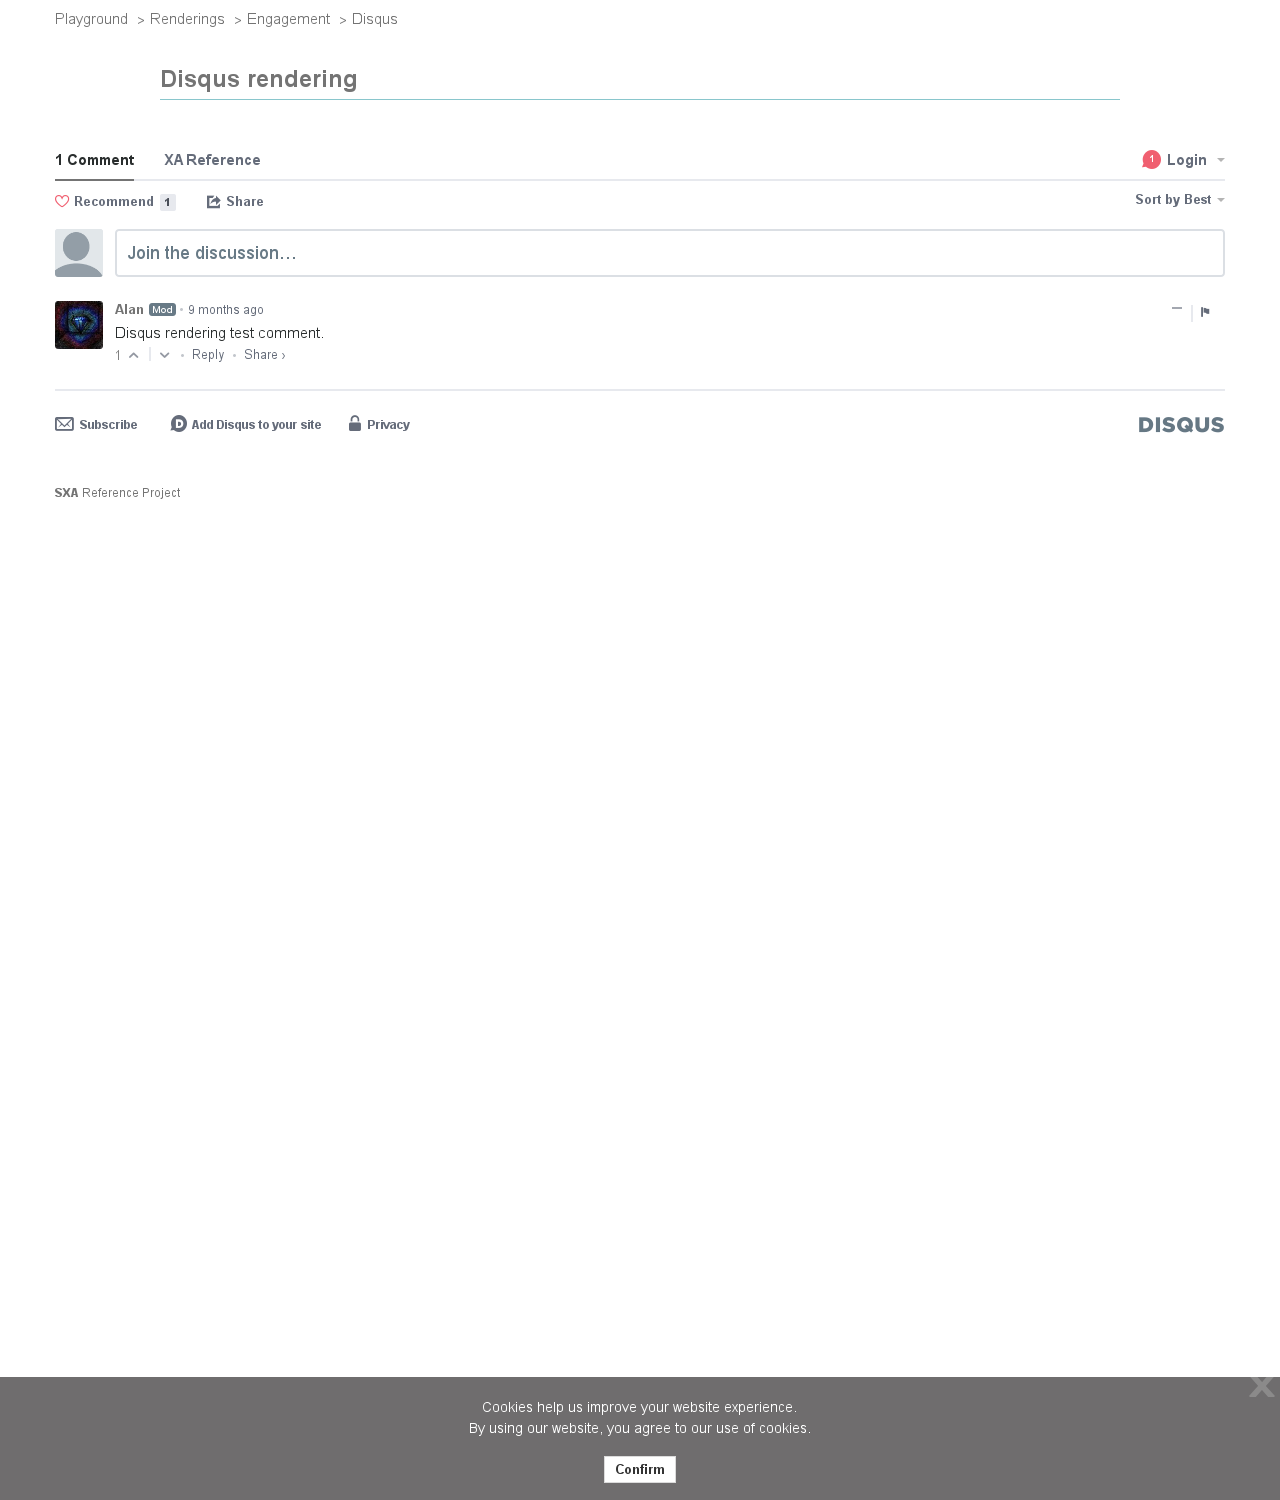 Playground > Renderings > Engagement > Disqus
Disqus rendering
1 Comment XA Reference 1 Login
Recommend 1 Share Sort by Best
Join the discussion…
Alan Mod • 9 months ago
Disqus rendering test comment.
1 • Reply • Share ›
Subscribe D Add Disqus to your site Privacy DISQUS
SXA Reference Project
X
Cookies help us improve your website experience.
By using our website, you agree to our use of cookies.
Confirm